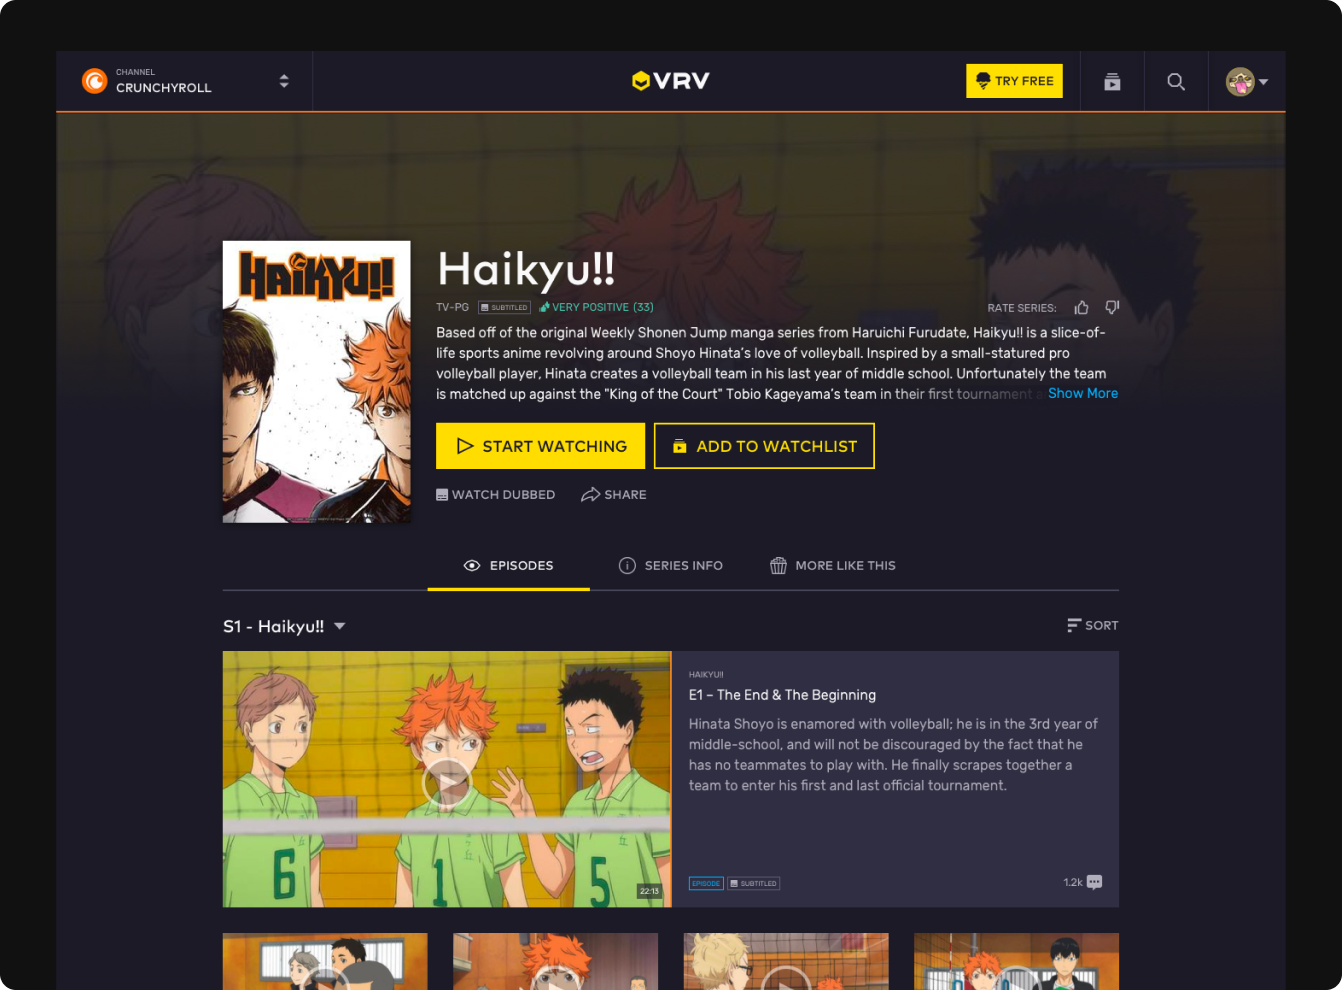 CHANNEL
CRUNCHYROLL
VRV
TRY FREE
HAIKYU!!
Haikyu!!
TV-PG
SUBTITLED
VERY POSITIVE (33)
RATE SERIES:
Based off of the original Weekly Shonen Jump manga series from Haruichi Furudate, Haikyu!! is a slice-of-
life sports anime revolving around Shoyo Hinata's love of volleyball. Inspired by a small-statured pro
volleyball player, Hinata creates a volleyball team in his last year of middle school. Unfortunately the team
is matched up against the "King of the Court" Tobio Kageyama's team in their first tournament a
Show More
START WATCHING
ADD TO WATCHLIST
WATCH DUBBED
SHARE
EPISODES
SERIES INFO
MORE LIKE THIS
S1 - Haikyu!!
SORT
6
1
5
22:13
HAIKYU!!
E1 – The End & The Beginning
Hinata Shoyo is enamored with volleyball; he is in the 3rd year of
middle-school, and will not be discouraged by the fact that he
has no teammates to play with. He finally scrapes together a
team to enter his first and last official tournament.
EPISODE
SUBTITLED
1.2k